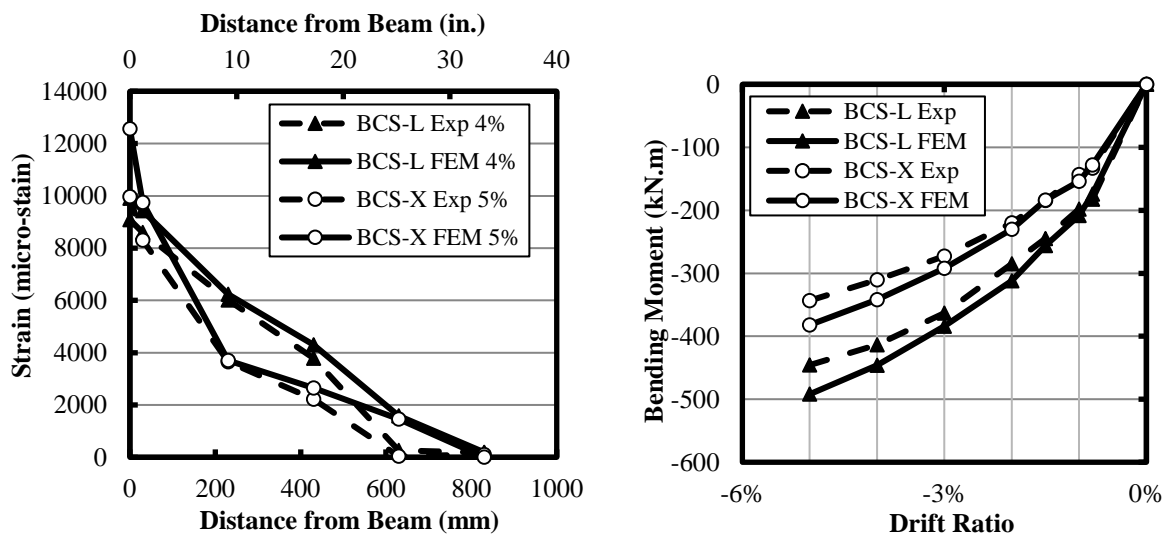 Distance from Beam (in.)
0 10 20 30 40
14000
12000
10000
8000
6000
4000
2000
0
Strain (micro-stain)
BCS-L Exp 4%
BCS-L FEM 4%
BCS-X Exp 5%
BCS-X FEM 5%
0 200 400 600 800 1000
Distance from Beam (mm)
0
-100
-200
-300
-400
-500
-600
Bending Moment (kN.m)
BCS-L Exp
BCS-L FEM
BCS-X Exp
BCS-X FEM
-6% -3% 0%
Drift Ratio